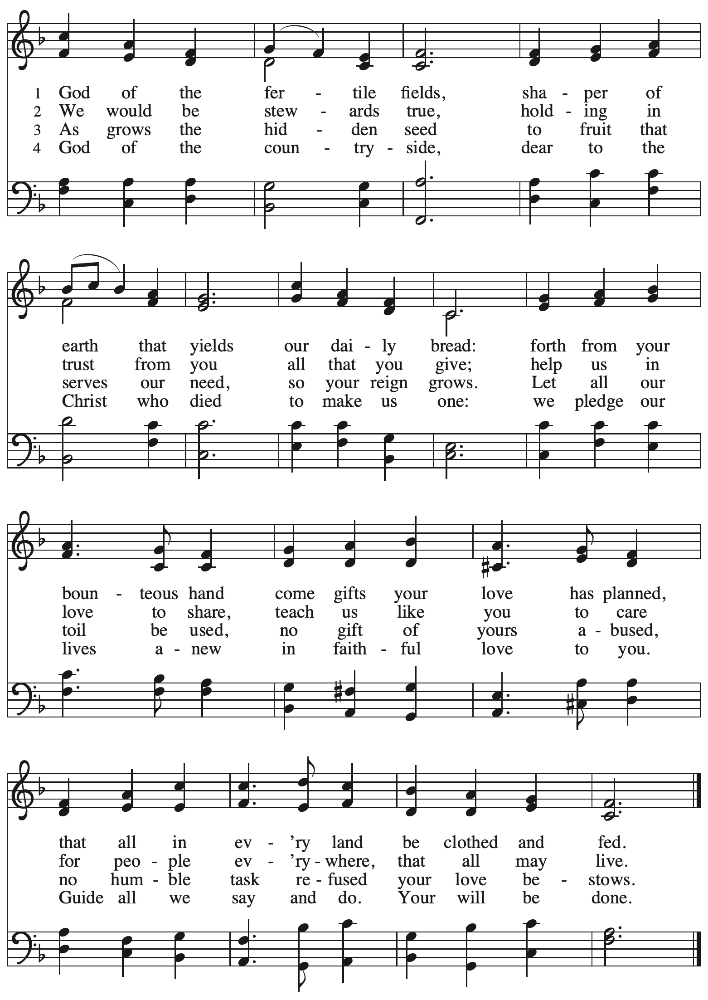 1 God of the fer - tile fields, sha - per of
2 We would be stew - ards true, hold - ing in
3 As grows the hid - den seed to fruit that
4 God of the coun - try - side, dear to the
earth that yields our dai - ly bread: forth from your
trust from you all that you give; help us in
serves our need, so your reign grows. Let all our
Christ who died to make us one: we pledge our
boun - teous hand come gifts your love has planned,
love to share, teach us like you to care
toil be used, no gift of yours a - bused,
lives a - new in faith - ful love to you.
that all in ev - ’ry land be clothed and fed.
for peo - ple ev - ’ry - where, that all may live.
no hum - ble task re - fused your love be - stows.
Guide all we say and do. Your will be done.